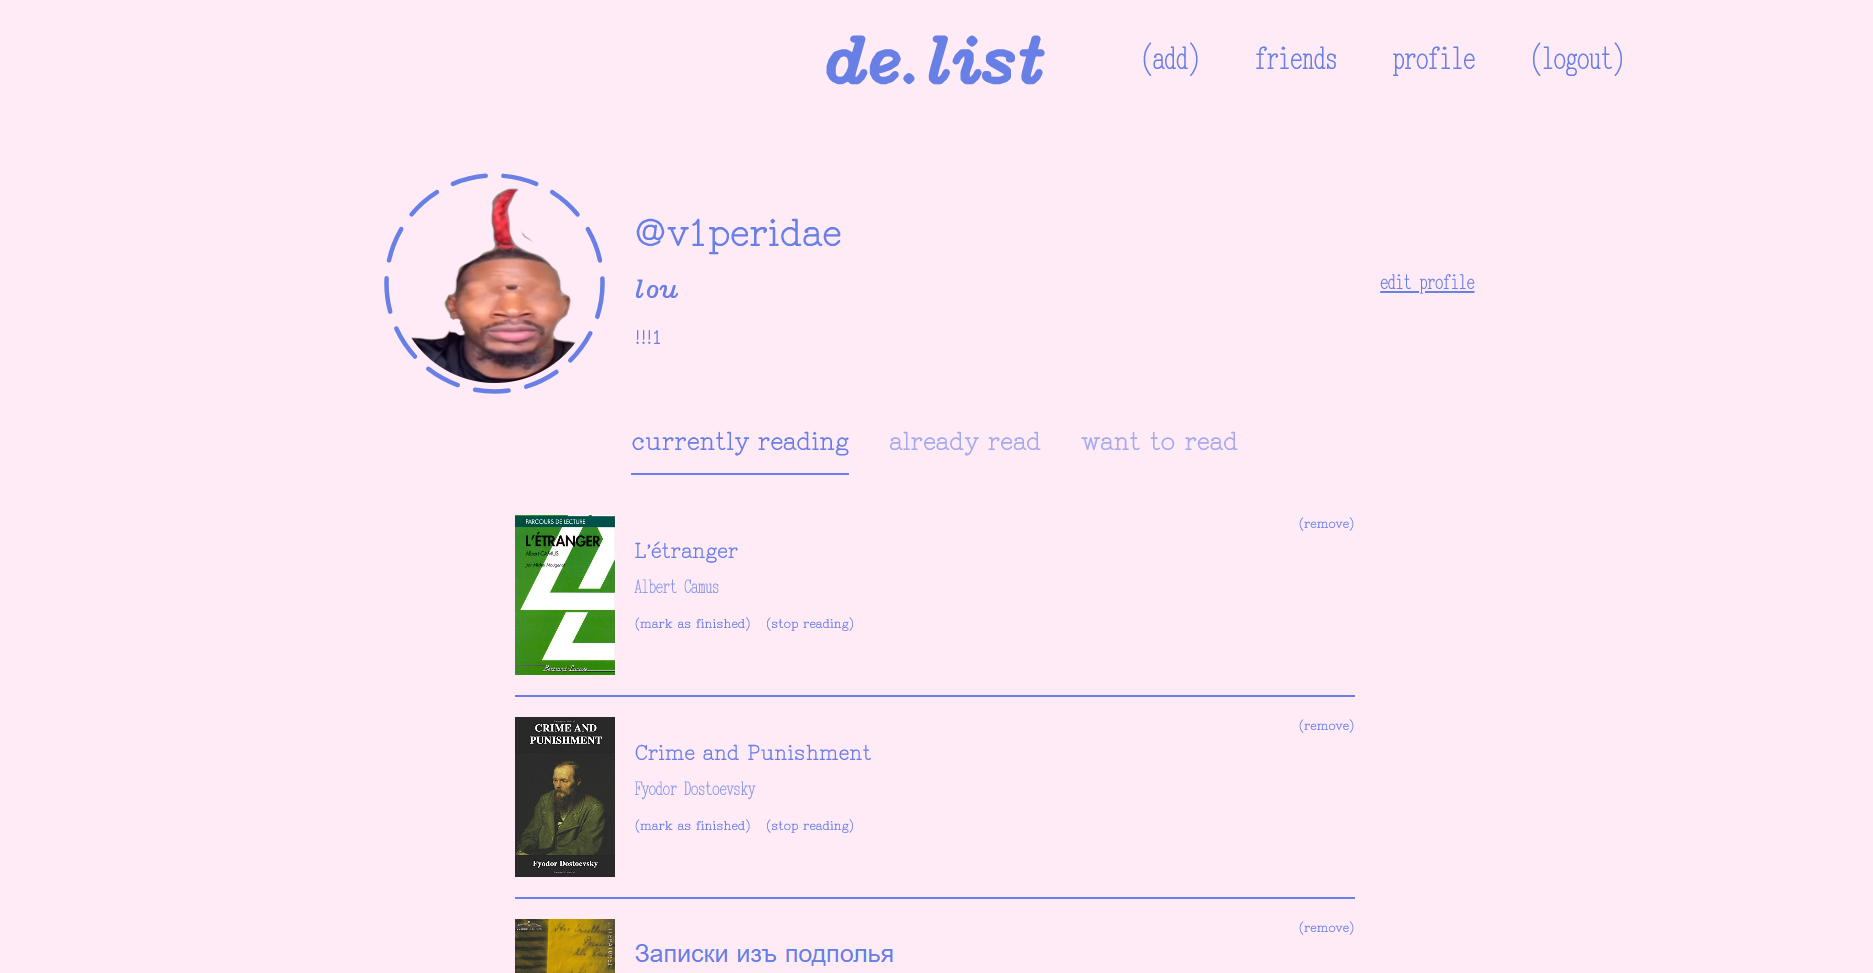 de.list
(add) friends profile (logout)
@v1peridae
lou
edit profile
!!!1
currently reading already read want to read
PARCOURS DE LECTURE
L'ÉTRANGER
Albert CAMUS
(remove)
L'étranger
Albert Camus
(mark as finished) (stop reading)
CRIME AND
PUNISHMENT
Fyodor Dostoevsky
(remove)
Crime and Punishment
Fyodor Dostoevsky
(mark as finished) (stop reading)
(remove)
Записки изъ подполья